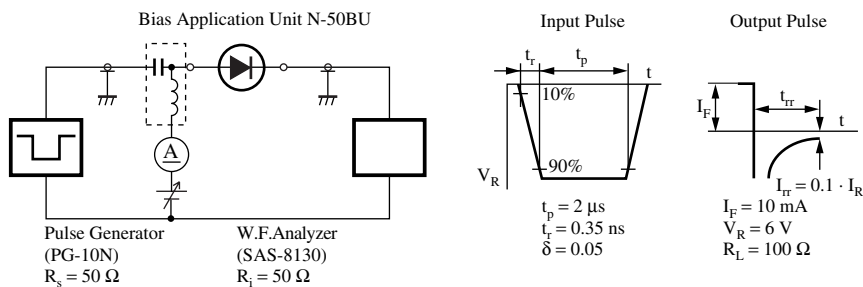 Bias Application Unit N-50BU
A
Pulse Generator
(PG-10N)
R_s = 50 Ω
W.F.Analyzer
(SAS-8130)
R_i = 50 Ω
Input Pulse
t_r
t_p
t
10%
90%
V_R
t_p = 2 µs
t_r = 0.35 ns
δ = 0.05
Output Pulse
I_F
t_rr
t
I_rr = 0.1 · I_R
I_F = 10 mA
V_R = 6 V
R_L = 100 Ω